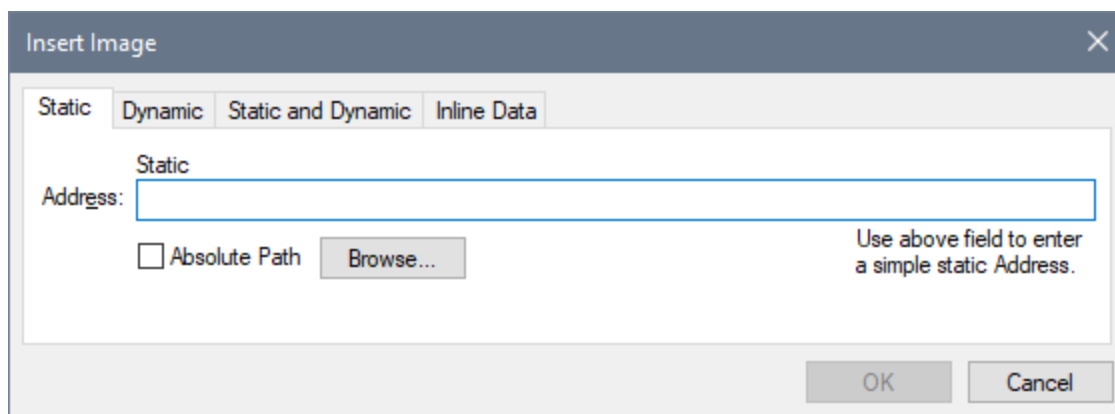 Insert Image
Static Dynamic Static and Dynamic Inline Data
Static
Address:
Absolute Path Browse...
Use above field to enter
a simple static Address.
OK Cancel